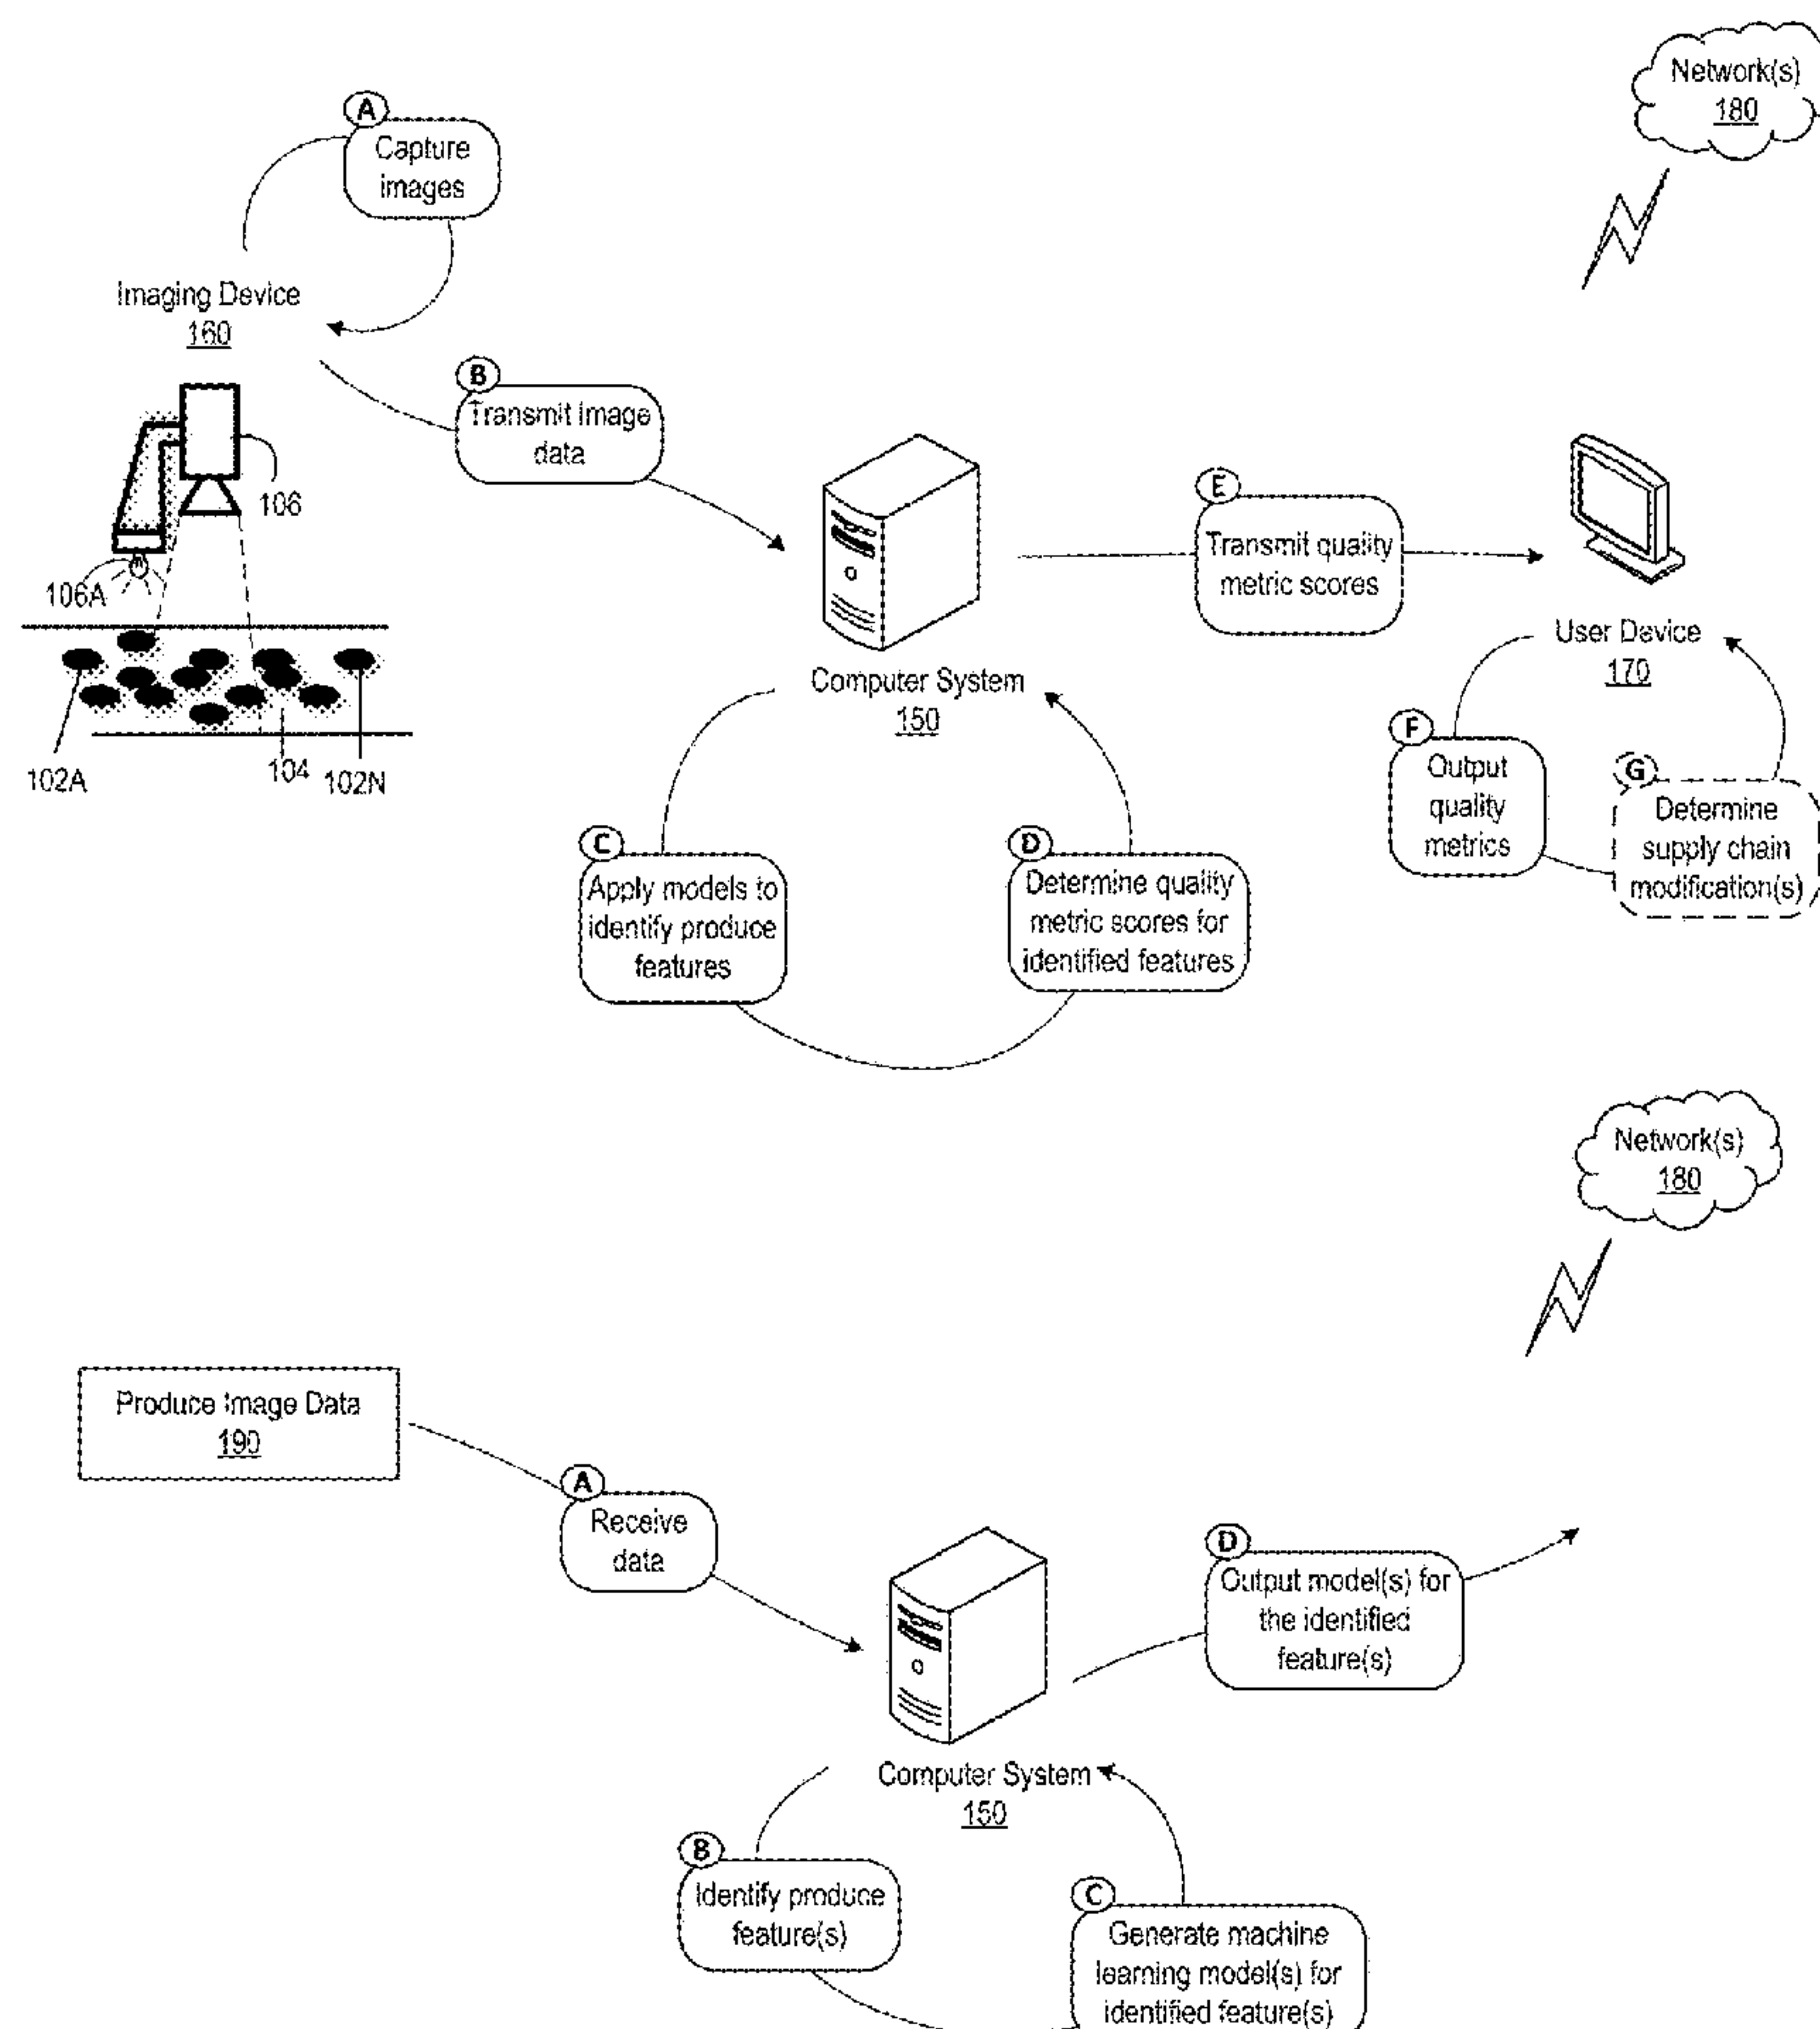 Network(s)
180
A
Capture
images
Imaging Device
160
B
Transmit image
data
106
106A
102A
104
102N
Computer System
150
E
Transmit quality
metric scores
User Device
170
C
Apply models to
identify produce
features
D
Determine quality
metric scores for
identified features
F
Output
quality
metrics
G
Determine
supply chain
modification(s)
Network(s)
180
Produce Image Data
190
A
Receive
data
D
Output model(s) for
the identified
feature(s)
Computer System
150
B
Identify produce
feature(s)
C
Generate machine
learning model(s) for
identified feature(s)